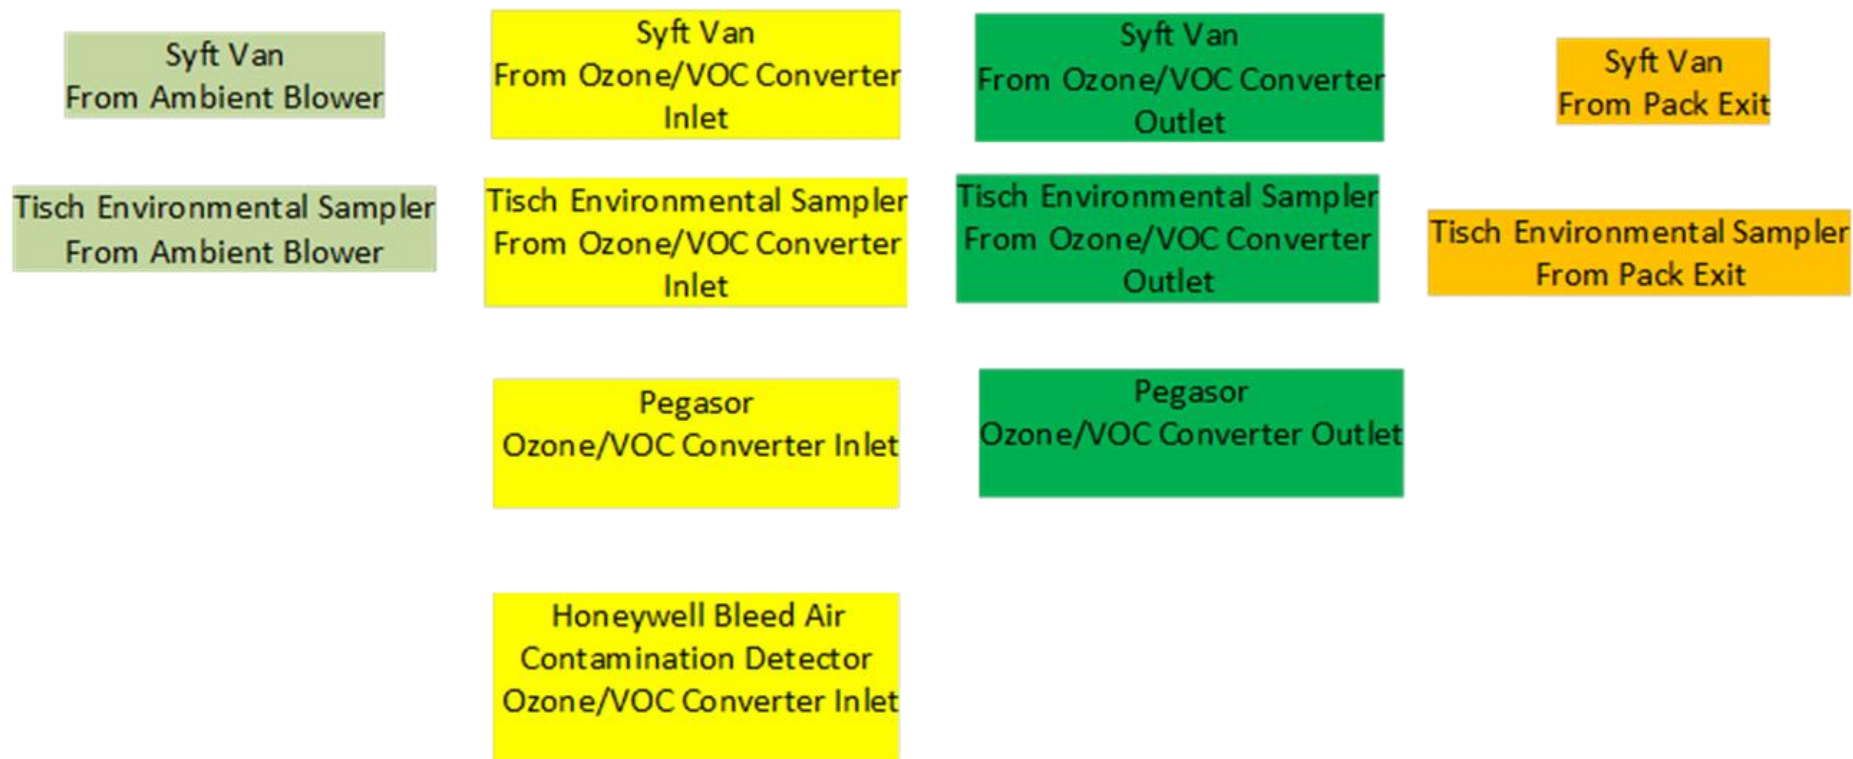 Syft Van
From Ambient Blower
Syft Van
From Ozone/VOC Converter
Inlet
Syft Van
From Ozone/VOC Converter
Outlet
Syft Van
From Pack Exit
Tisch Environmental Sampler
From Ambient Blower
Tisch Environmental Sampler
From Ozone/VOC Converter
Inlet
Tisch Environmental Sampler
From Ozone/VOC Converter
Outlet
Tisch Environmental Sampler
From Pack Exit
Pegasor
Ozone/VOC Converter Inlet
Pegasor
Ozone/VOC Converter Outlet
Honeywell Bleed Air
Contamination Detector
Ozone/VOC Converter Inlet